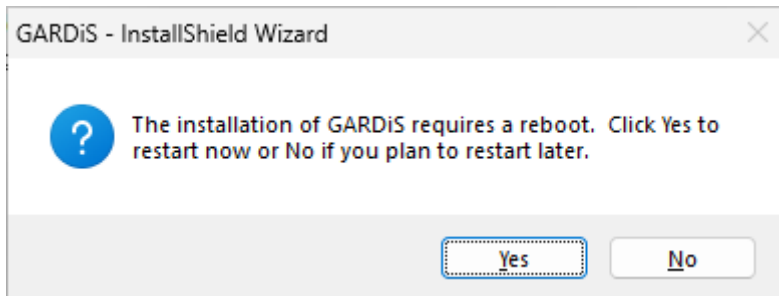 GARDiS - InstallShield Wizard
The installation of GARDiS requires a reboot.  Click Yes to
restart now or No if you plan to restart later.
Yes
No